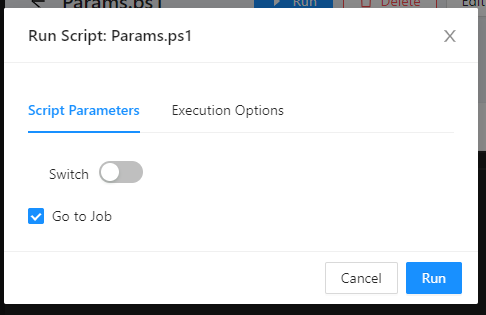 Params.ps1 Run Delete Edit
Run Script: Params.ps1
Script Parameters Execution Options
Switch
Go to Job
Cancel Run